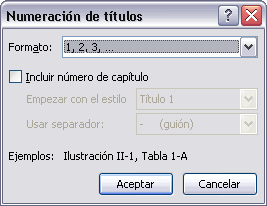 Numeración de títulos
Formato: 1, 2, 3, ...
Incluir número de capítulo
Empezar con el estilo Título 1
Usar separador: - (guión)
Ejemplos: Ilustración II-1, Tabla 1-A
Aceptar Cancelar